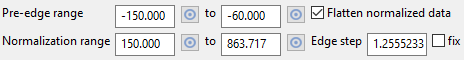 Pre-edge range -150.000 to -60.000 Flatten normalized data
Normalization range 150.000 to 863.717 Edge step 1.2555233 fix